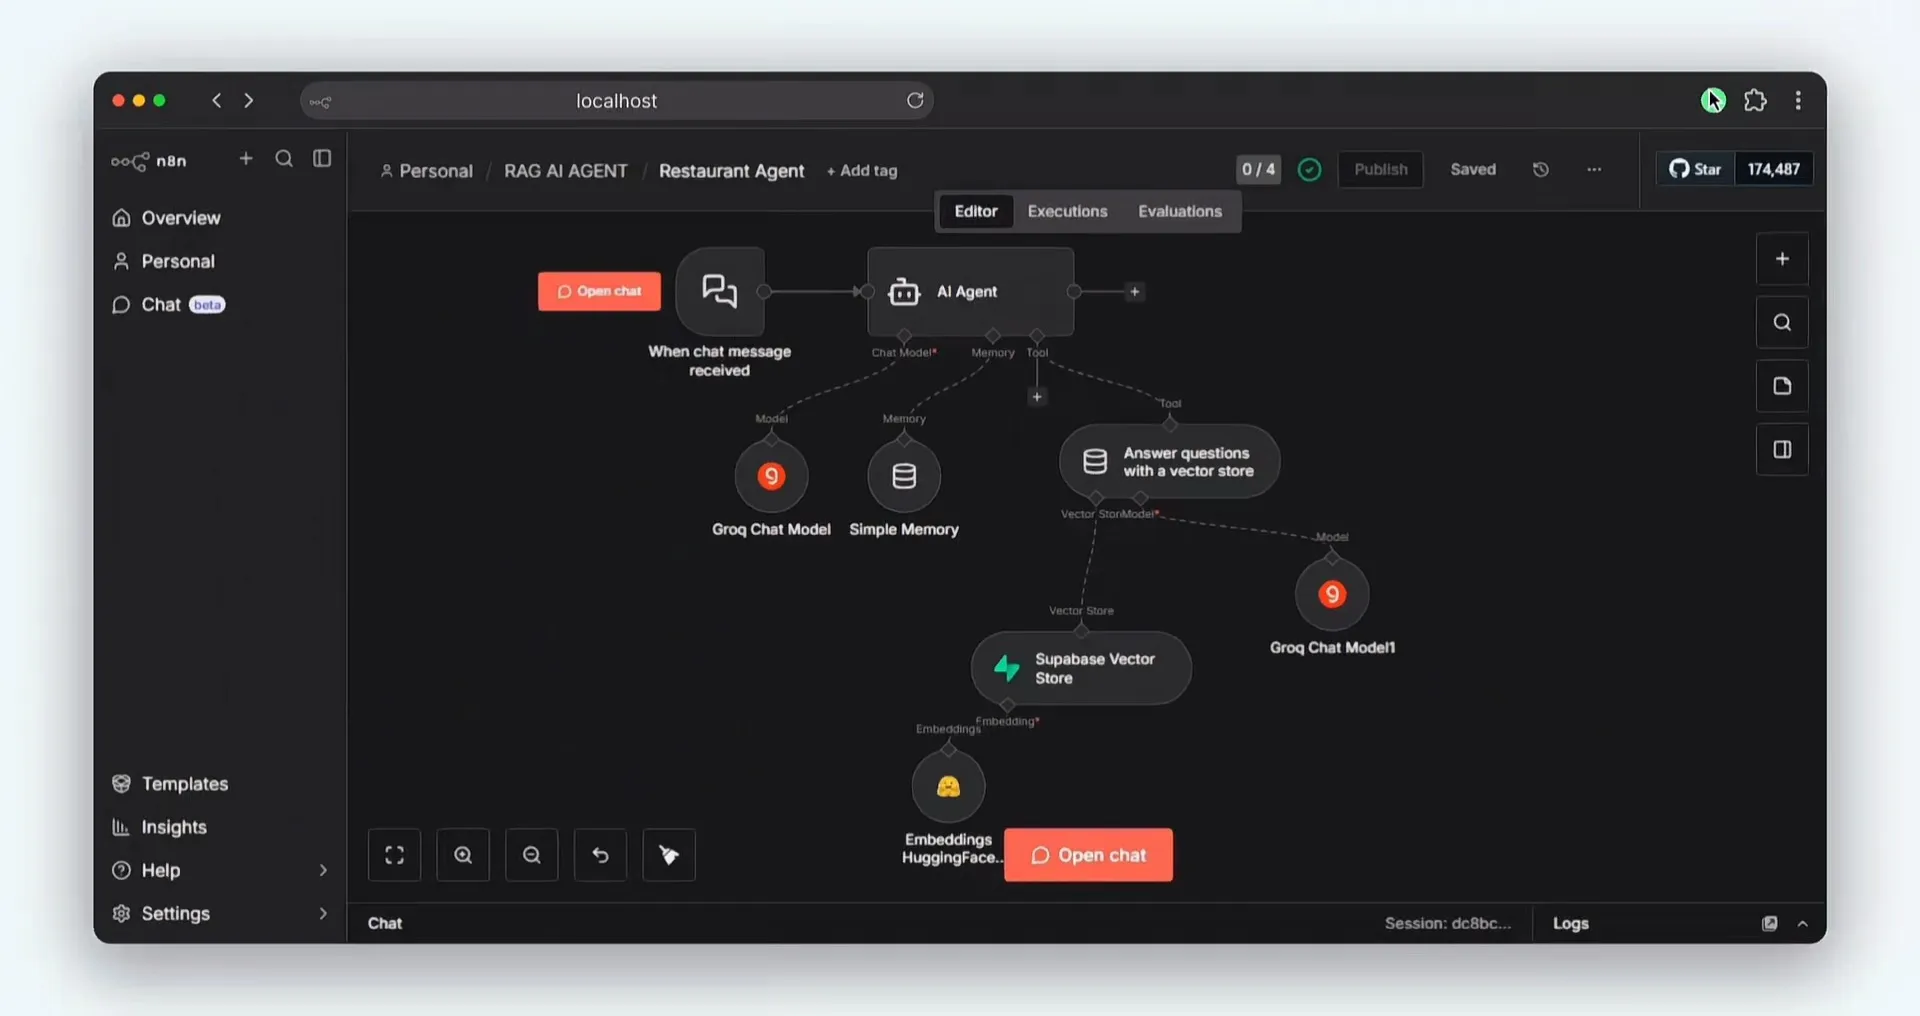 localhost
n8n
Personal / RAG AI AGENT / Restaurant Agent + Add tag
0 / 4
Publish
Saved
Star 174,487
Editor Executions Evaluations
Overview
Personal
Chat beta
Open chat
AI Agent
When chat message
received
Chat Model*
Memory
Tool
Model
Memory
Tool
Groq Chat Model
Simple Memory
Answer questions
with a vector store
Vector Stor
Model*
Model
Groq Chat Model1
Vector Store
Supabase Vector
Store
Embedding*
Embeddings
Embeddings
HuggingFace..
Open chat
Templates
Insights
Help
Settings
Chat
Session: dc8bc...
Logs